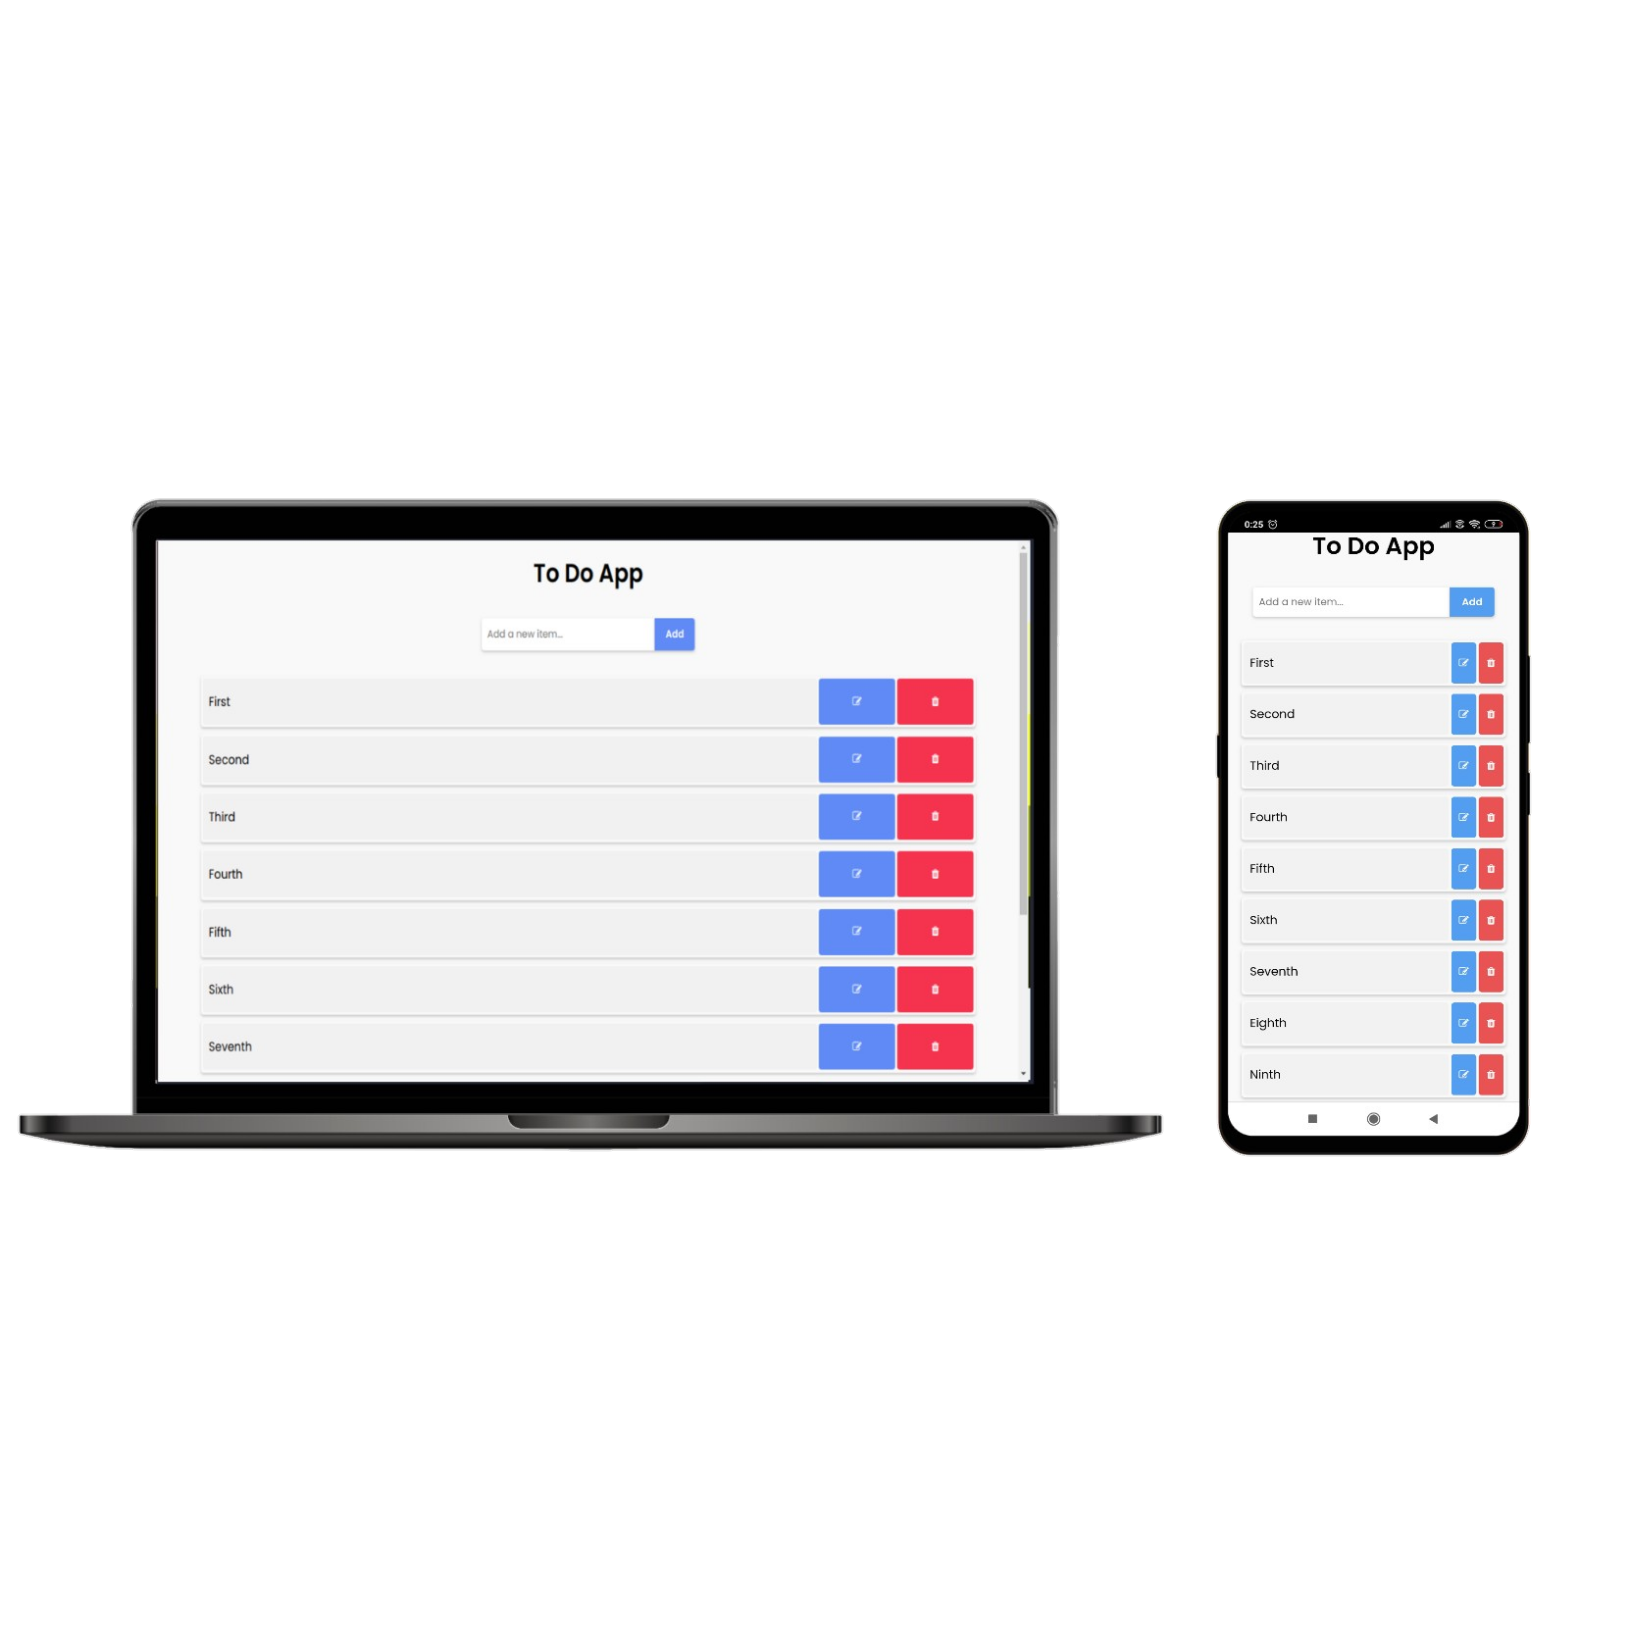 To Do App
Add a new item...
Add
First
Second
Third
Fourth
Fifth
Sixth
Seventh
0:25
To Do App
Add a new item...
Add
First
Second
Third
Fourth
Fifth
Sixth
Seventh
Eighth
Ninth